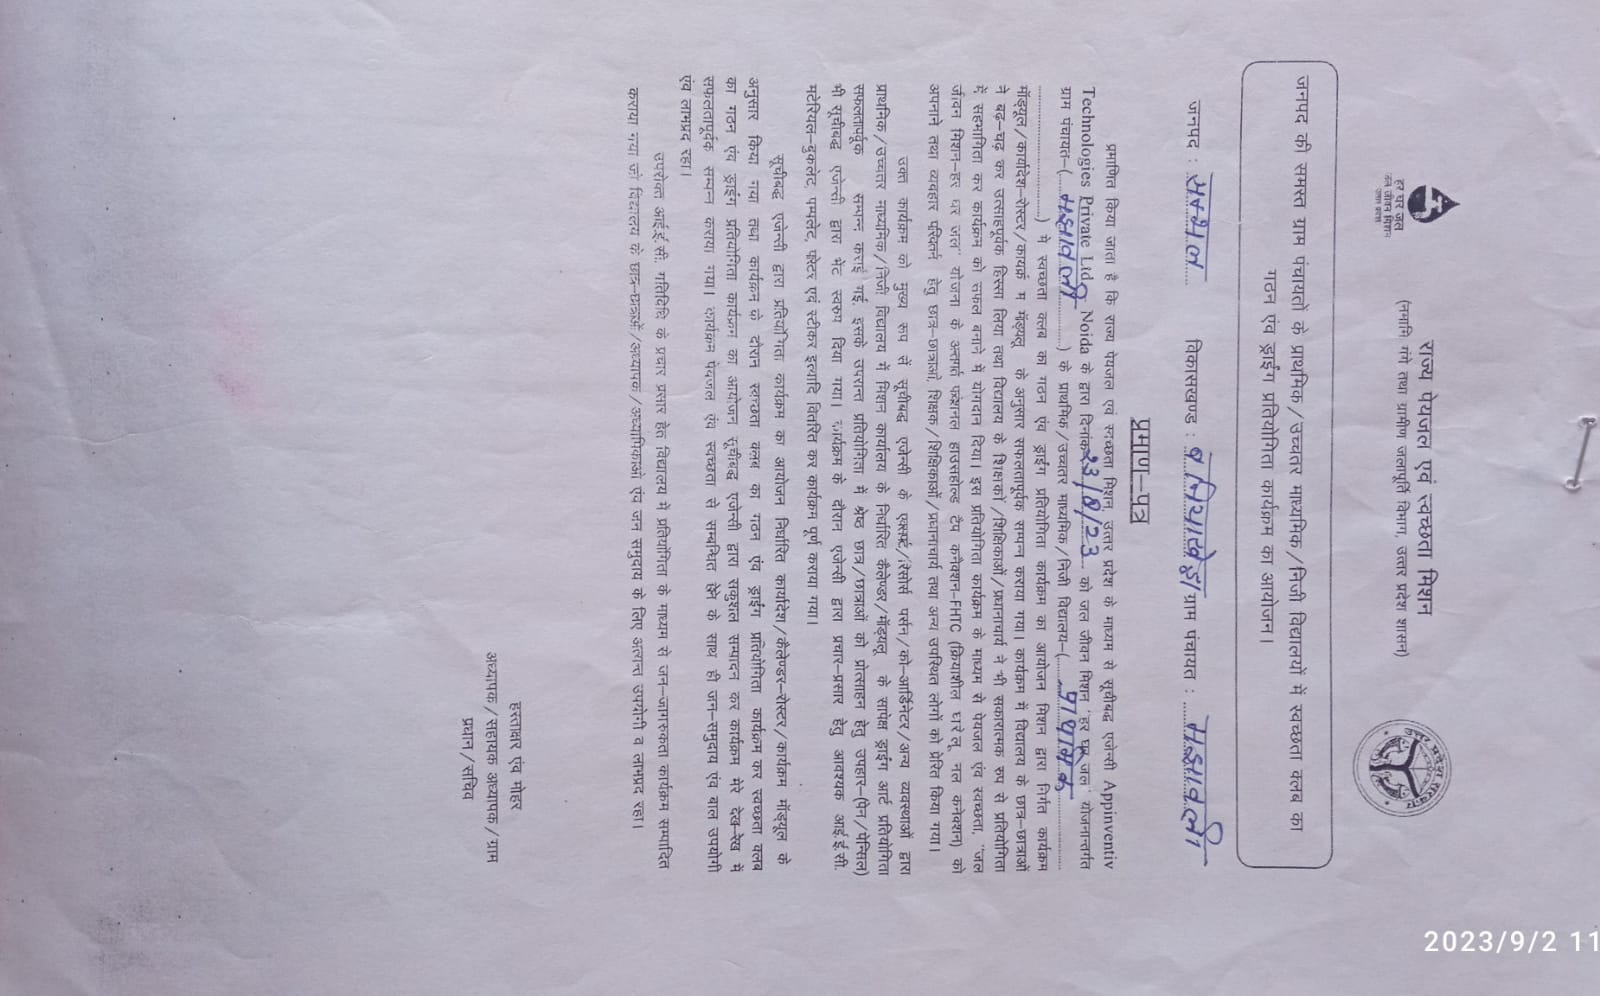 हर घर जल
जल जीवन मिशन
उत्तर प्रदेश
राज्य पेयजल एवं स्वच्छता मिशन
(नमामि गंगे तथा ग्रामीण जलापूर्ति विभाग, उत्तर प्रदेश शासन)
जनपद की समस्त ग्राम पंचायतों के प्राथमिक/उच्चतर माध्यमिक/निजी विद्यालयों में स्वच्छता क्लब का
गठन एंव ड्राईंग प्रतियोगिता कार्यक्रम का आयोजन।
जनपद : सम्भल विकासखण्ड : बनियाखेड़ा ग्राम पंचायत : मझावली
प्रमाण–पत्र
प्रमाणित किया जाता है कि राज्य पेयजल एवं स्वच्छता मिशन, उत्तर प्रदेश के माध्यम से सूचीबद्ध एजेन्सी Appinventiv
Technologies Private Ltd, Noida के द्वारा दिनांक 23/8/23 को जल जीवन मिशन 'हर घर जल' योजनान्तर्गत
ग्राम पंचायत–(मझावली) के प्राथमिक/उच्चतर माध्यमिक/निजी विद्यालय–(प्राथमिक
) में स्वच्छता क्लब का गठन एंव ड्राईंग प्रतियोगिता कार्यक्रम का आयोजन मिशन द्वारा निर्गत कार्यक्रम
मॉड्यूल/कार्यादेश–रोस्टर/कायर्क्र म मॅाड्यलू के अनुसार सफलतापूर्वक सम्पन्न कराया गया। कार्यक्रम में विद्यालय के छात्र–छात्राओं
ने बढ़–चढ़ कर उत्साहपूर्वक हिस्सा लिया तथा विद्यालय के शिक्षकों/शिक्षिकाओं/प्रधानाचार्य ने भी सकारात्मक रुप से प्रतियोगिता
में सहभागिता कर कार्यक्रम को सफल बनाने में योगदान दिया। इस प्रतियोगिता कार्यक्रम के माध्यम से पेयजल एंव स्वच्छता, "जल
जीवन मिशन–हर घर जल" योजना के अर्न्तगत फंक्शनल हाउसहोल्ड टैप कनैक्शन–FHTC (क्रियाशील घरेलू नल कनेक्शन) को
अपनाने तथा व्यवहार परिवर्तन हेतु छात्र–छात्राओं, शिक्षक/शिक्षिकाओं/प्रधानाचार्य तथा अन्य उपस्थित लोगों को प्रेरित किया गया।
उक्त कार्यक्रम को मुख्य रुप सें सूचीबद्ध एजेन्सी के एक्सपर्ट/रिसोर्स पर्सन/को–आर्डिनेटर/अन्य व्यवस्थाओं द्वारा
प्राथमिक/उच्चतर माध्यमिक/निजी विद्यालय में मिशन कार्यालय के निर्धारित कैलेण्डर/मॅाड्यलू के सापेक्ष ड्राईंग आर्ट प्रतियोगिता
सफलतापर्वूक सम्पन्न कराई गई, इसके उपरान्त प्रतियोगिता में श्रेष्ठ छात्र/छात्राओं को प्रोत्साहन हेतु उपहार–(पैन/पेन्सिल)
भी सूचीबद्ध एजेन्सी द्वारा भेंट स्वरुप दिया गया। कार्यक्रम के दौरान एजेन्सी द्वारा प्रचार–प्रसार हेतु आवश्यक आई.ई.सी.
मटेरियल–बुकलेट, पम्पलेट, पोस्टर एवं स्टीकर इत्यादि वितरित कर कार्यक्रम पूर्ण कराया गया।
सूचीबद्ध एजेन्सी द्वारा प्रतियोगिता कार्यक्रम का आयोजन निर्धारित कार्यादेश/कैलेण्डर–रोस्टर/कार्यक्रम मॅाड्यूल के
अनुसार किया गया तथा कार्यक्रम के दौरान स्वच्छता क्लब का गठन एंव ड्राईंग प्रतियोगिता कार्यक्रम कर स्वच्छता क्लब
का गठन एंव ड्राईंग प्रतियोगिता कार्यक्रम का आयोजन सूचीबद्ध एजेन्सी द्वारा सकुशल सम्पादन कर कार्यक्रम मेरे देख–रेख में
सफलतापूर्वक सम्पन्न कराया गया। कार्यक्रम पेयजल एंव स्वच्छता से सम्बन्धित होने के साथ ही जन–समुदाय एंव बाल उपयोगी
एंव लाभप्रद रहा।
उपरोक्त आई.ई.सी. गतिविधि के प्रचार प्रसार हेतु विद्यालय में प्रतियोगिता के माध्यम से जन–जागरुकता कार्यक्रम सम्पादित
कराया गया जो विद्यालय के छात्र–छात्राओं/अध्यापक/अध्यापिकाओं एंव जन समुदाय के लिए अत्यन्त उपयोगी व लाभप्रद रहा।
हस्ताक्षर एंव मोहर
अध्यापक/सहायक अध्यापक/ग्राम
प्रधान/सचिव
2023/9/2 11